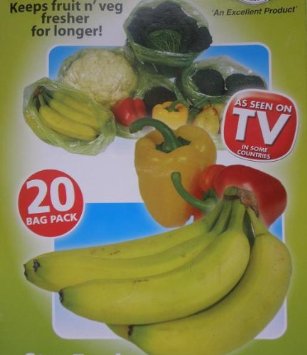 Keeps fruit n' veg
fresher
for longer!
'An Excellent Product'
AS SEEN ON
TV
IN SOME
COUNTRIES
20
BAG PACK